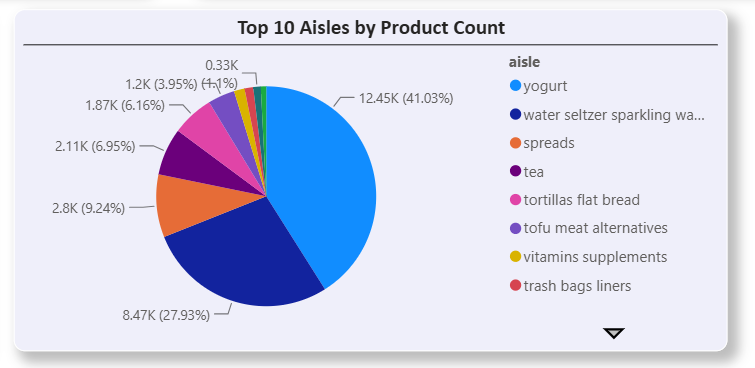 Top 10 Aisles by Product Count
0.33K
(1.1%)
1.2K (3.95%)
1.87K (6.16%)
2.11K (6.95%)
2.8K (9.24%)
8.47K (27.93%)
12.45K (41.03%)
aisle
yogurt
water seltzer sparkling wa...
spreads
tea
tortillas flat bread
tofu meat alternatives
vitamins supplements
trash bags liners